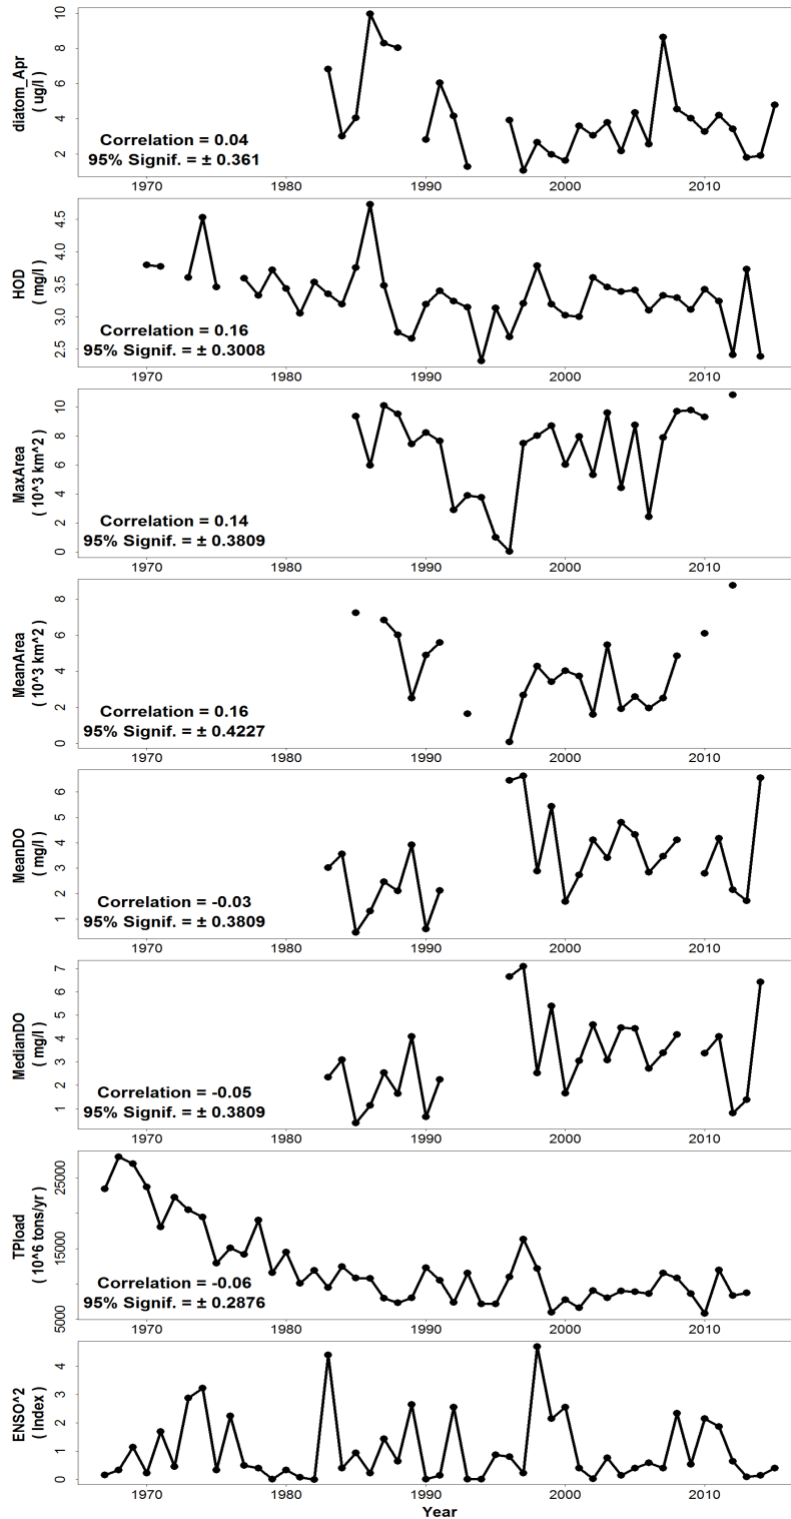 diatom_Apr
( ug/l )
2 4 6 8 10
Correlation = 0.04
95% Signif. = ± 0.361
1970 1980 1990 2000 2010
HOD
( mg/l )
2.5 3.0 3.5 4.0 4.5
Correlation = 0.16
95% Signif. = ± 0.3008
1970 1980 1990 2000 2010
MaxArea
( 10^3 km^2 )
0 2 4 6 8 10
Correlation = 0.14
95% Signif. = ± 0.3809
1970 1980 1990 2000 2010
MeanArea
( 10^3 km^2 )
0 2 4 6 8
Correlation = 0.16
95% Signif. = ± 0.4227
1970 1980 1990 2000 2010
MeanDO
( mg/l )
1 2 3 4 5 6
Correlation = -0.03
95% Signif. = ± 0.3809
1970 1980 1990 2000 2010
MedianDO
( mg/l )
1 2 3 4 5 6 7
Correlation = -0.05
95% Signif. = ± 0.3809
1970 1980 1990 2000 2010
TPload
( 10^6 tons/yr )
5000 15000 25000
Correlation = -0.06
95% Signif. = ± 0.2876
1970 1980 1990 2000 2010
ENSO^2
( Index )
0 1 2 3 4
1970 1980 1990 2000 2010
Year